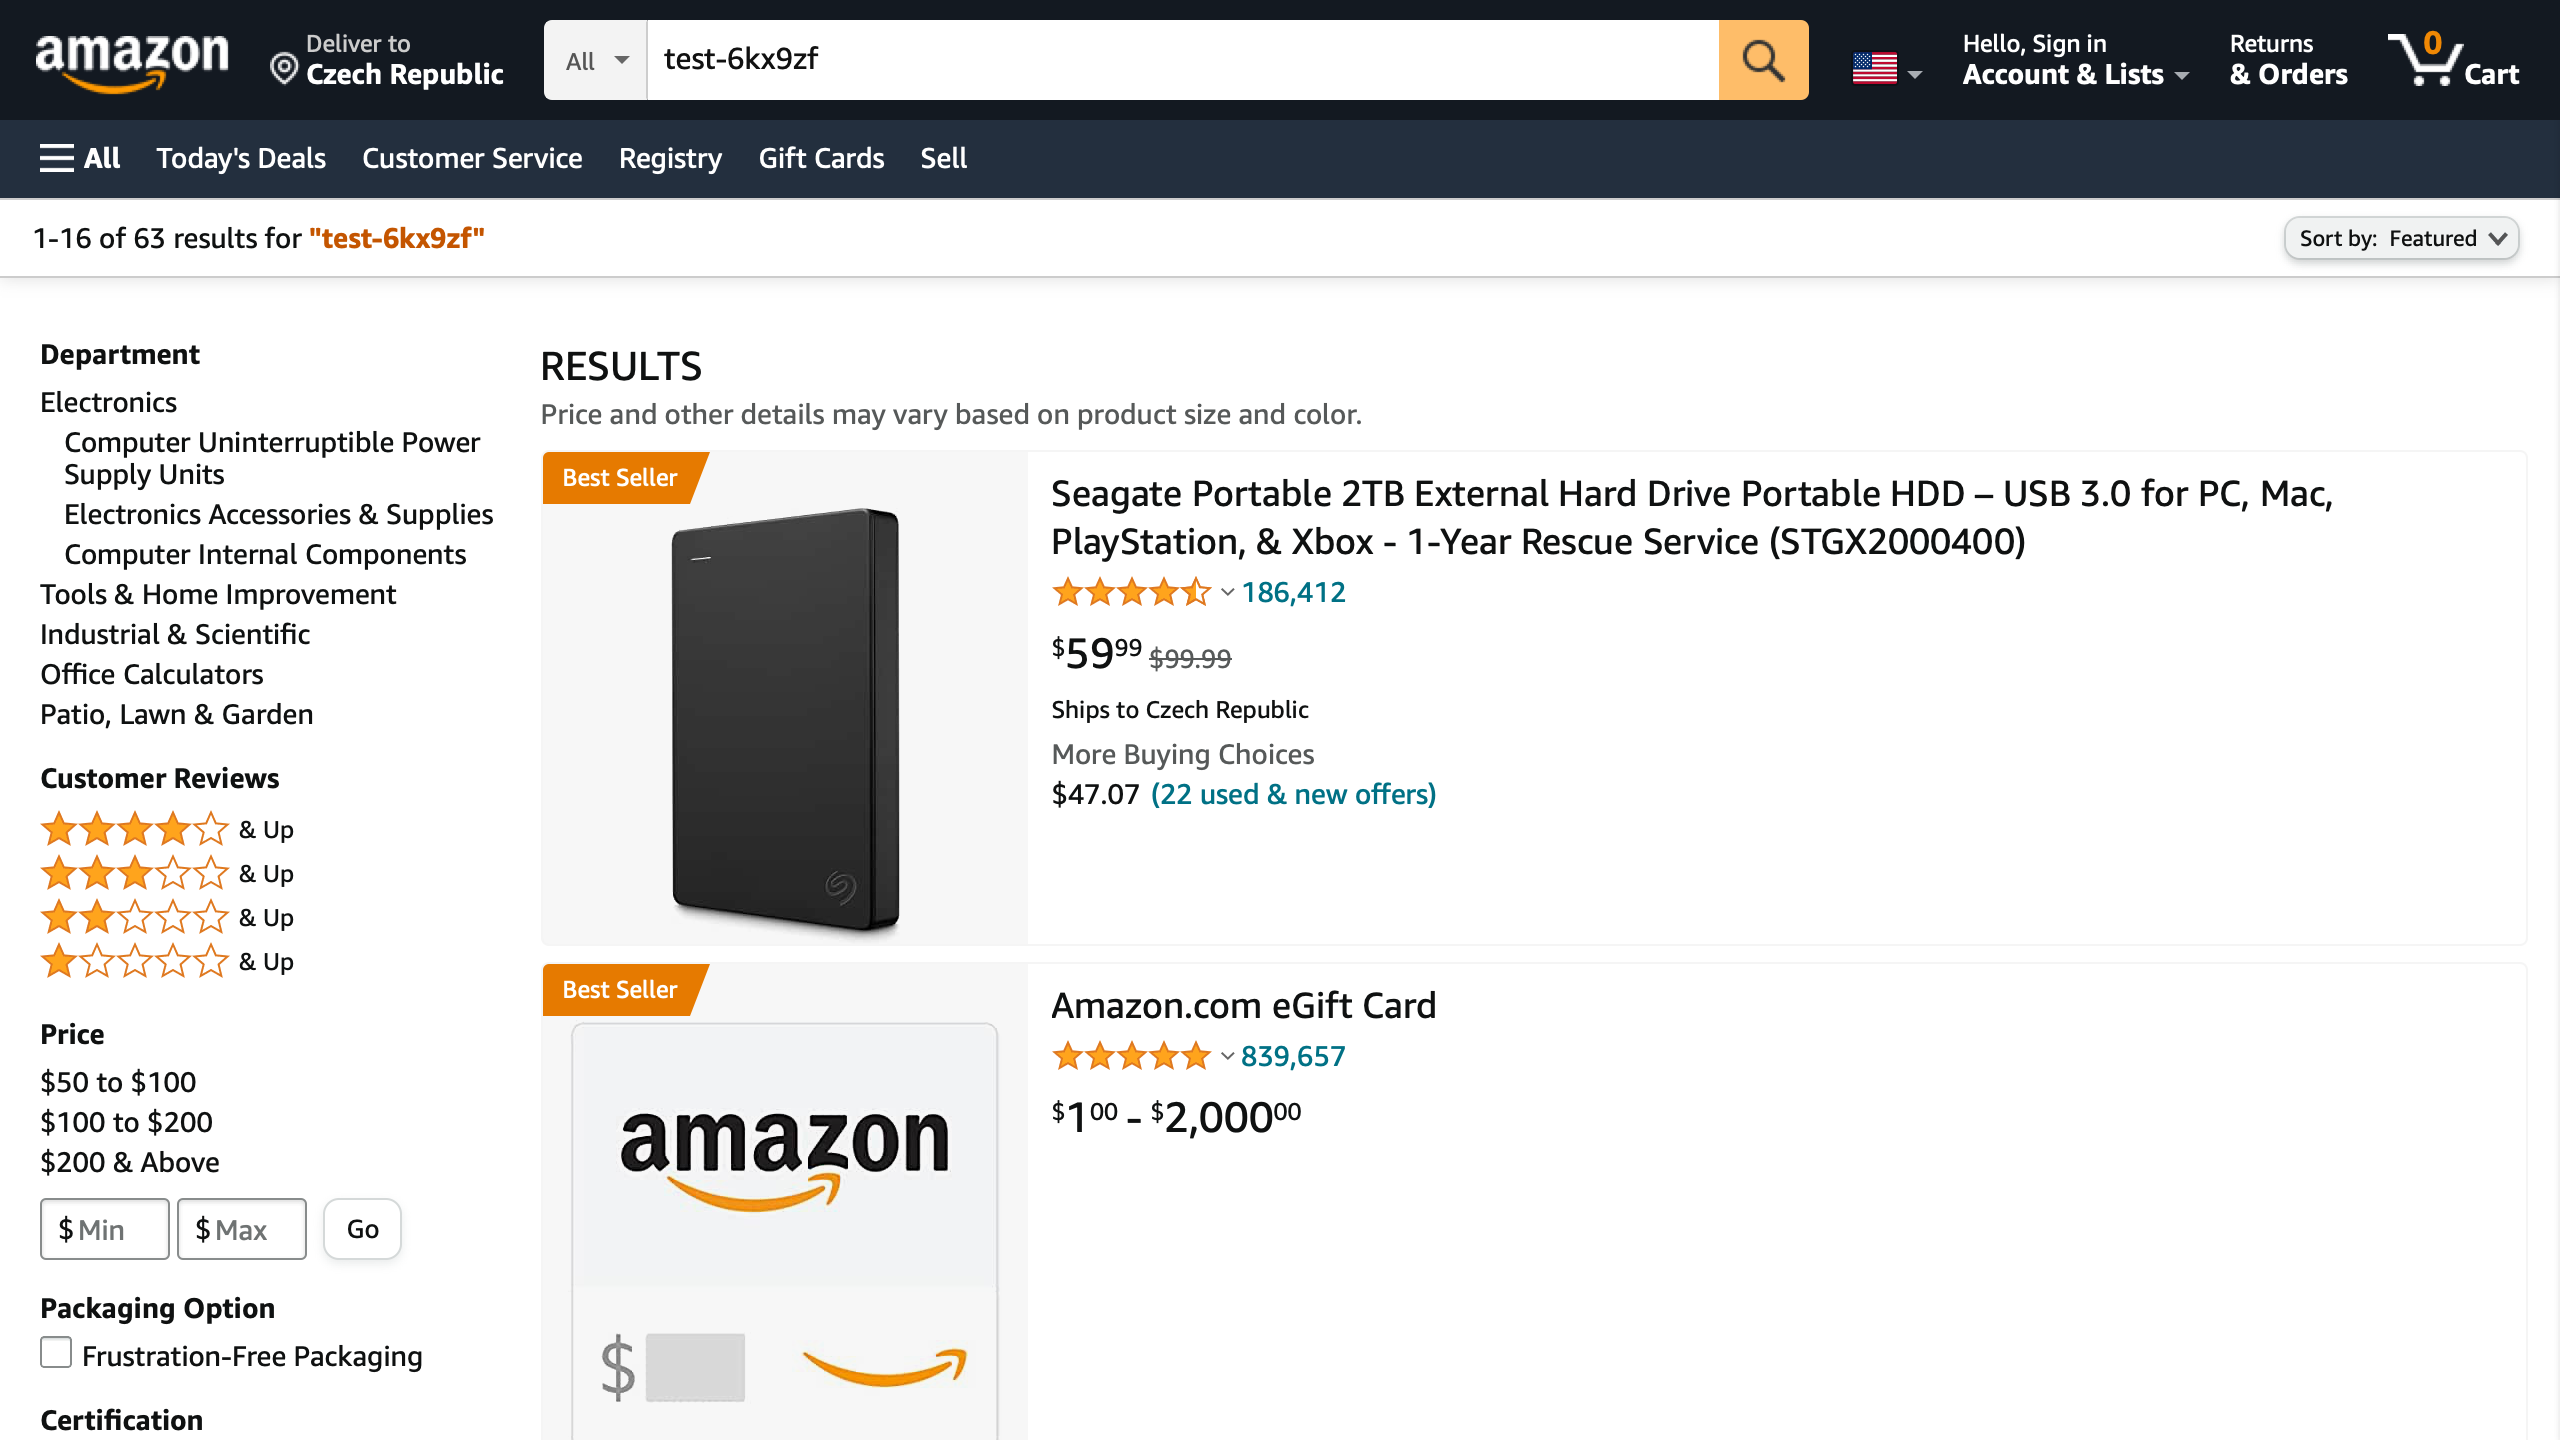 amazon
Deliver to
Czech Republic
All
test-6kx9zf
Hello, Sign in
Account & Lists
Returns
& Orders
0
Cart
All
Today's Deals
Customer Service
Registry
Gift Cards
Sell
1-16 of 63 results for "test-6kx9zf"
Sort by: Featured
Department
Electronics
Computer Uninterruptible Power
Supply Units
Electronics Accessories & Supplies
Computer Internal Components
Tools & Home Improvement
Industrial & Scientific
Office Calculators
Patio, Lawn & Garden
Customer Reviews
& Up
& Up
& Up
& Up
Price
$50 to $100
$100 to $200
$200 & Above
$ Min
$ Max
Go
Packaging Option
Frustration-Free Packaging
Certification
RESULTS
Price and other details may vary based on product size and color.
Best Seller
Seagate Portable 2TB External Hard Drive Portable HDD – USB 3.0 for PC, Mac,
PlayStation, & Xbox - 1-Year Rescue Service (STGX2000400)
186,412
$5999 $99.99
Ships to Czech Republic
More Buying Choices
$47.07 (22 used & new offers)
Best Seller
amazon
$
Amazon.com eGift Card
839,657
$100 - $2,00000